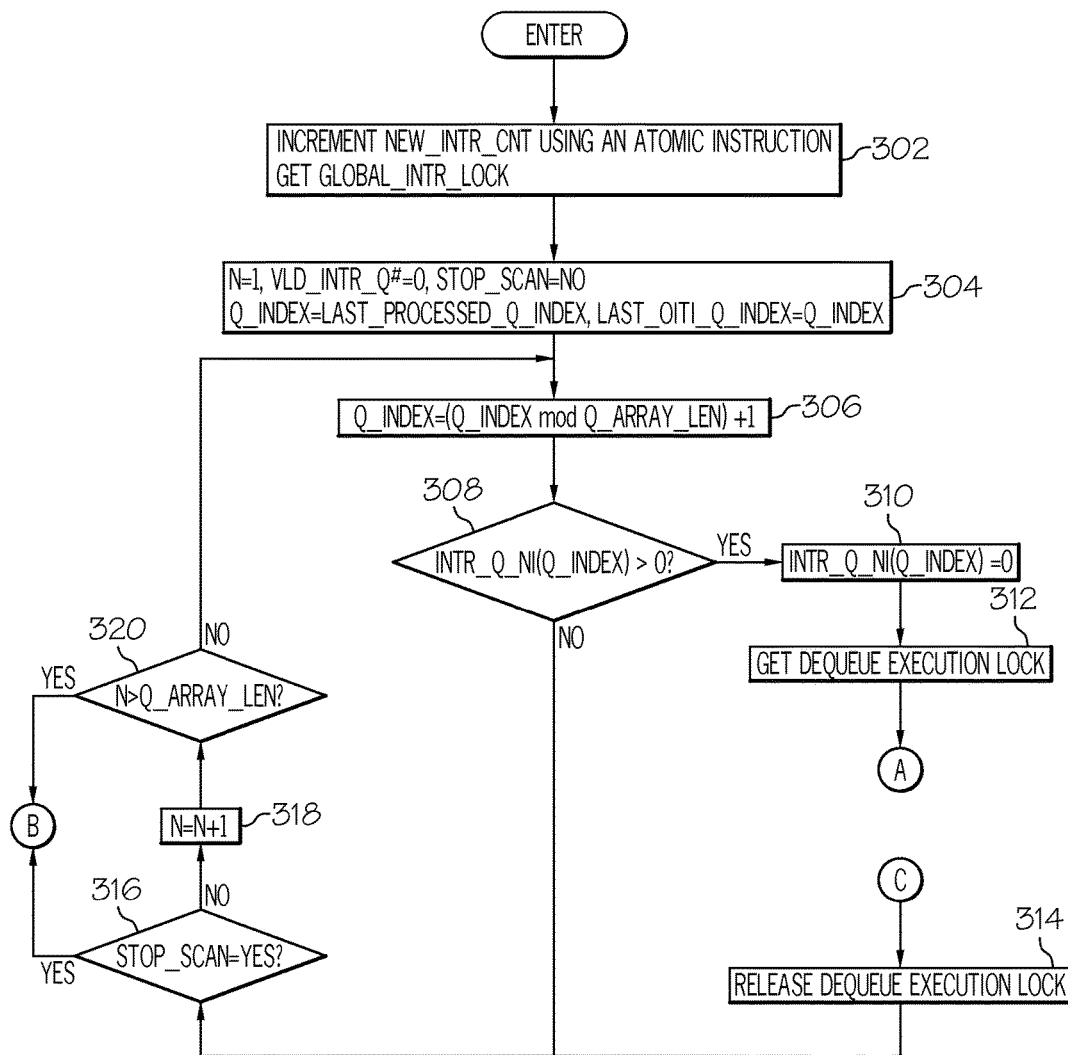 ENTER
INCREMENT NEW_INTR_CNT USING AN ATOMIC INSTRUCTION
GET GLOBAL_INTR_LOCK
302
N=1, VLD_INTR_Q#=0, STOP_SCAN=NO
Q_INDEX=LAST_PROCESSED_Q_INDEX, LAST_OITI_Q_INDEX=Q_INDEX
304
Q_INDEX=(Q_INDEX mod Q_ARRAY_LEN) +1
306
308
INTR_Q_NI(Q_INDEX) > 0?
YES
NO
310
INTR_Q_NI(Q_INDEX) =0
312
GET DEQUEUE EXECUTION LOCK
A
320
NO
YES
N>Q_ARRAY_LEN?
B
N=N+1
318
316
NO
STOP_SCAN=YES?
YES
C
314
RELEASE DEQUEUE EXECUTION LOCK